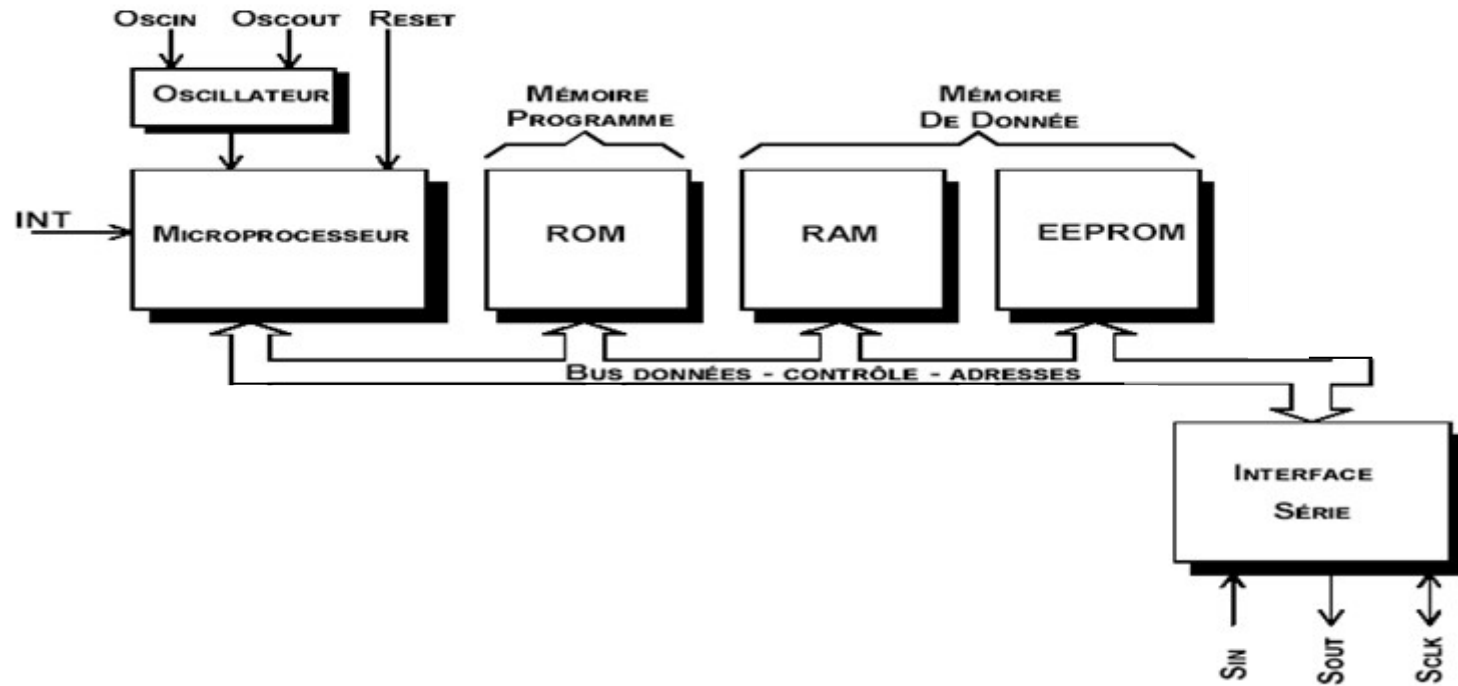 OSCIN OSCOUT RESET
OSCILLATEUR
MÉMOIRE
PROGRAMME
MÉMOIRE
DE DONNÉE
INT
MICROPROCESSEUR
ROM
RAM
EEPROM
BUS DONNÉES - CONTRÔLE - ADRESSES
INTERFACE
SÉRIE
SIN
SOUT
SCLK